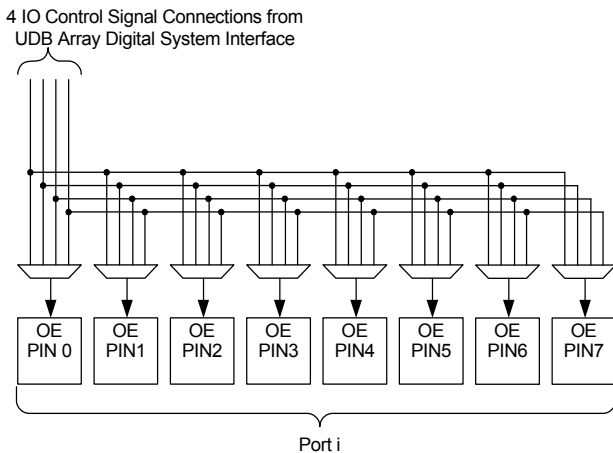 4 IO Control Signal Connections from
UDB Array Digital System Interface
OE
PIN 0
OE
PIN1
OE
PIN2
OE
PIN3
OE
PIN4
OE
PIN5
OE
PIN6
OE
PIN7
Port i